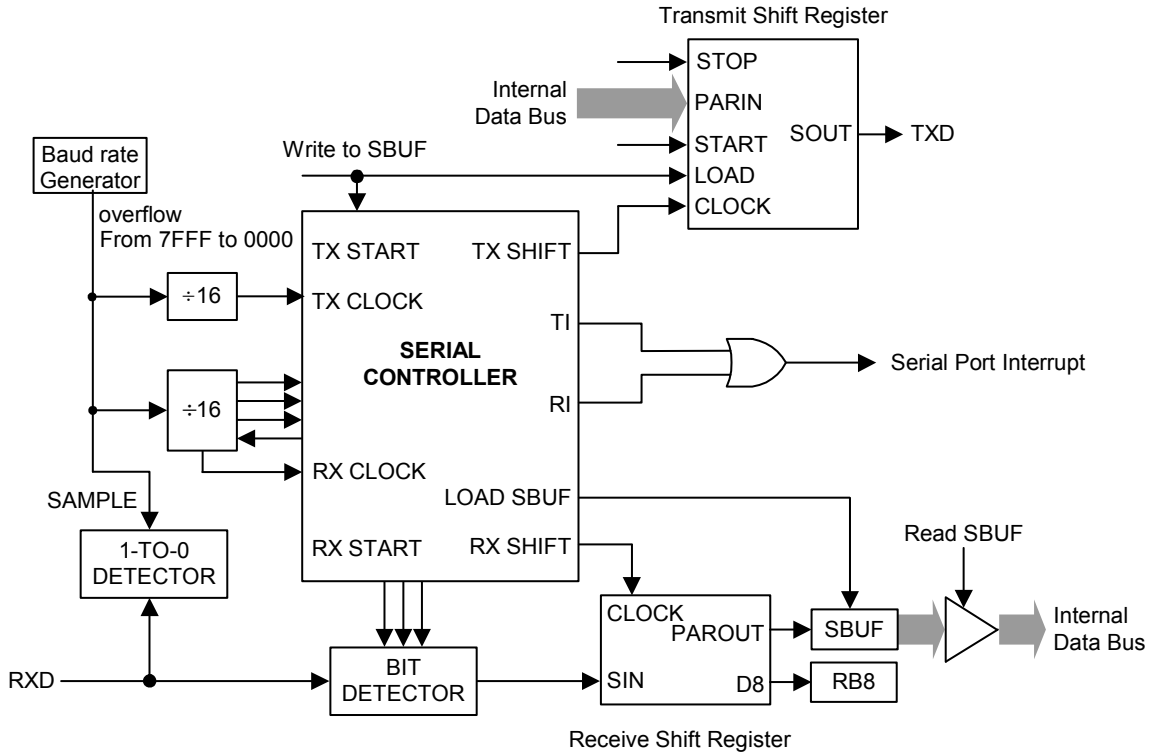 Transmit Shift Register
STOP
Internal
Data Bus
PARIN
START
SOUT
TXD
LOAD
CLOCK
Write to SBUF
Baud rate
Generator
overflow
From 7FFF to 0000
TX START
TX SHIFT
÷16
TX CLOCK
TI
SERIAL
CONTROLLER
Serial Port Interrupt
÷16
RI
RX CLOCK
LOAD SBUF
SAMPLE
1-TO-0
DETECTOR
RX START
RX SHIFT
Read SBUF
CLOCK
PAROUT
SBUF
Internal
Data Bus
RXD
BIT
DETECTOR
SIN
D8
RB8
Receive Shift Register